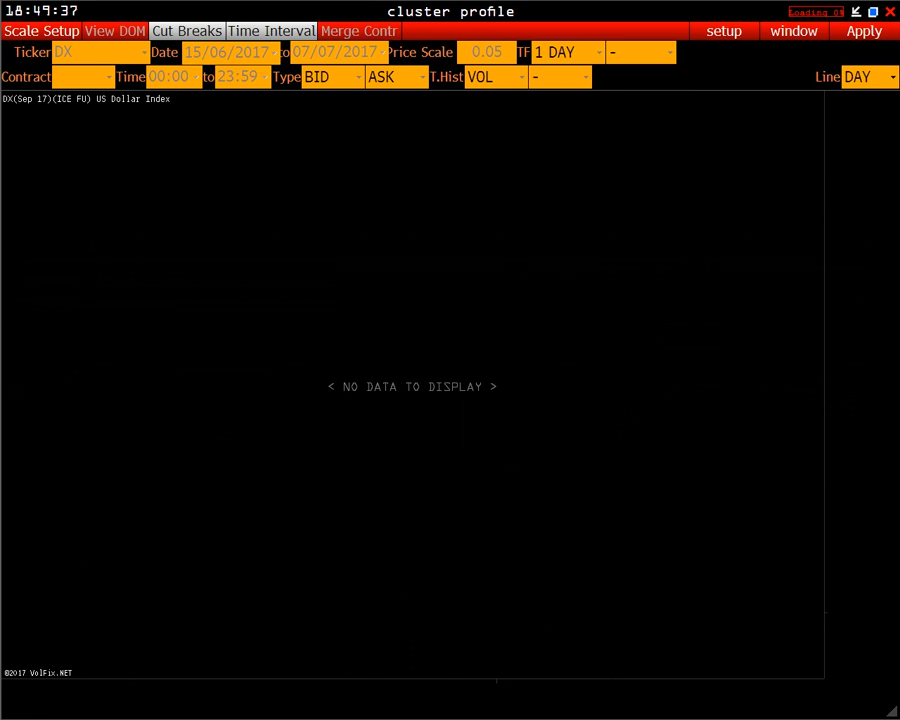 18:49:37 cluster profile Loading 0%
Scale Setup View DOM Cut Breaks Time Interval Merge Contr setup window Apply
Ticker DX Date 15/06/2017 to 07/07/2017 Price Scale 0.05 TF 1 DAY -
Contract Time 00:00 to 23:59 Type BID ASK T.Hist VOL - Line DAY
DX(Sep 17)(ICE FU) US Dollar Index
< NO DATA TO DISPLAY >
©2017 VolFix.NET